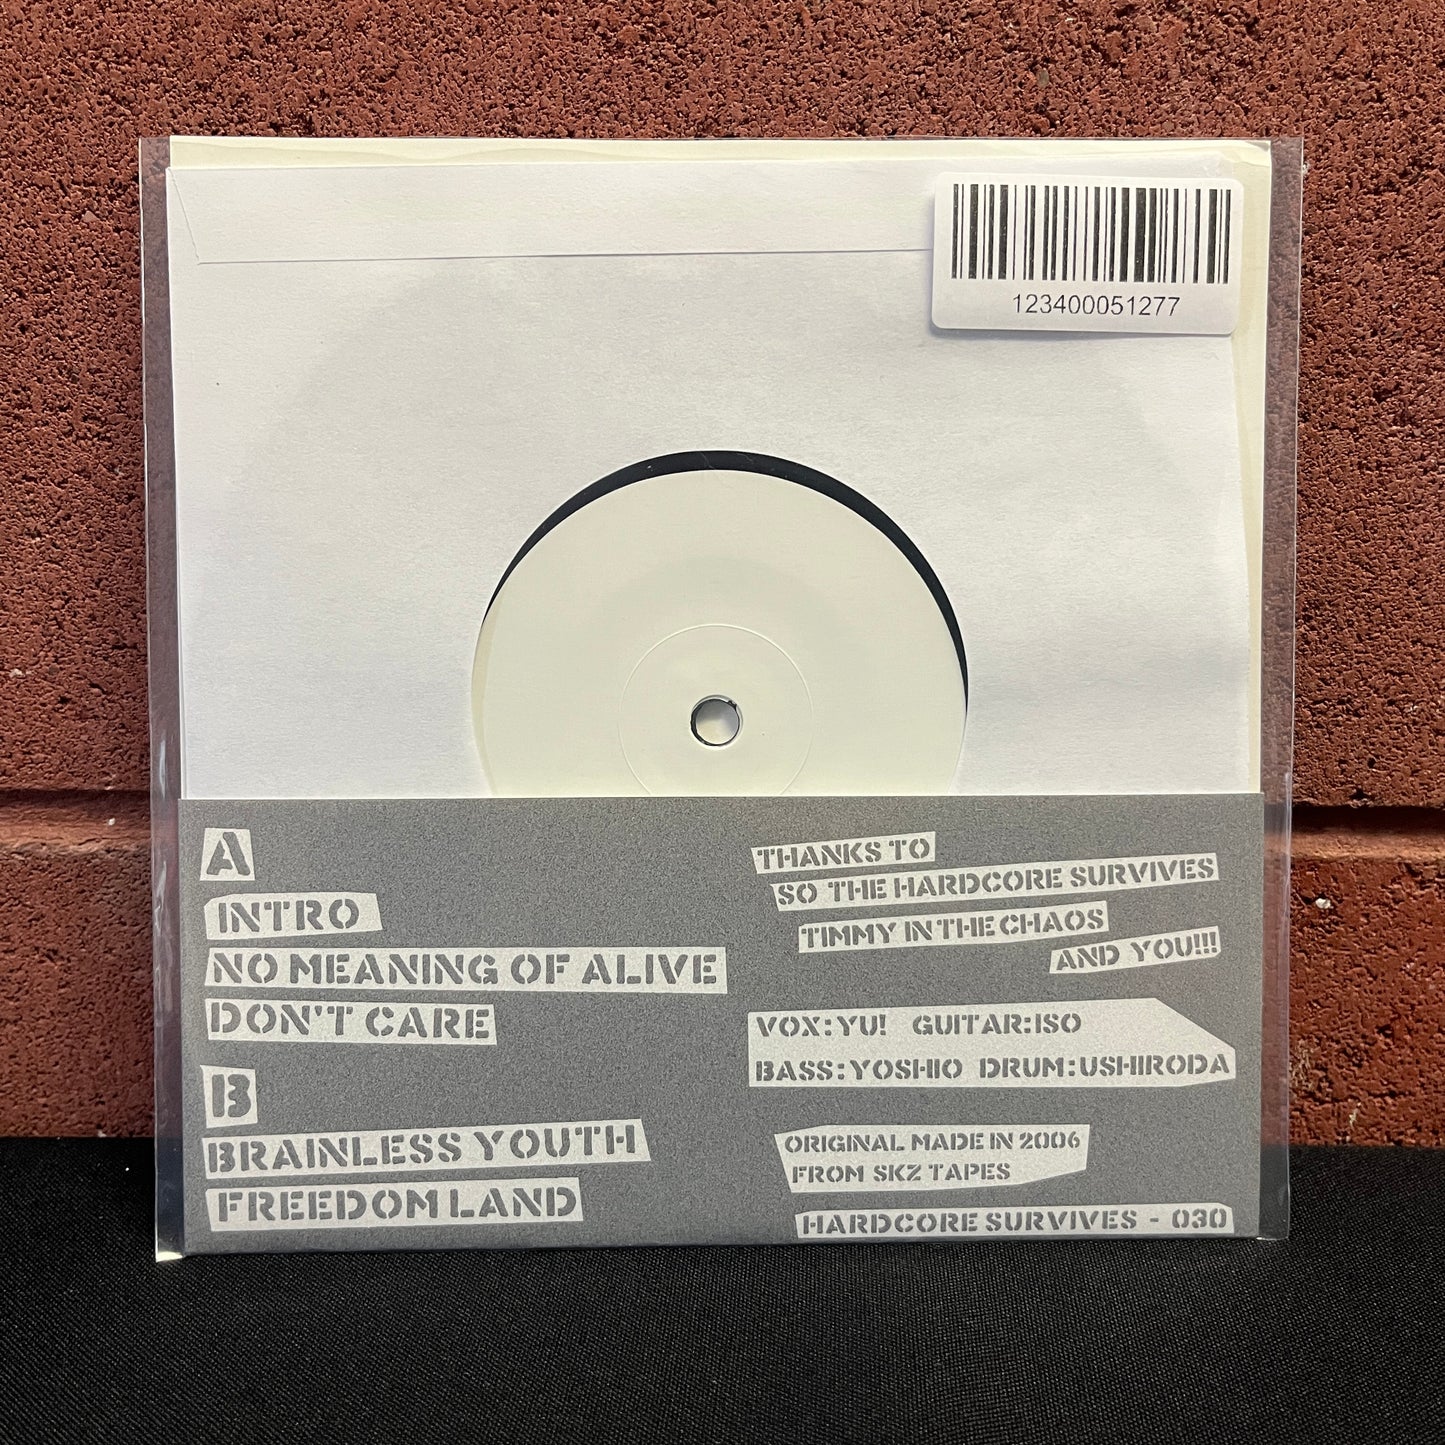 123400051277
A
INTRO
NO MEANING OF ALIVE
DON'T CARE
B
BRAINLESS YOUTH
FREEDOM LAND
THANKS TO
SO THE HARDCORE SURVIVES
TIMMY IN THE CHAOS
AND YOU!!!
VOX:YU! GUITAR:ISO
BASS:YOSHIO DRUM:USHIRODA
ORIGINAL MADE IN 2006
FROM SKZ TAPES
HARDCORE SURVIVES - 030